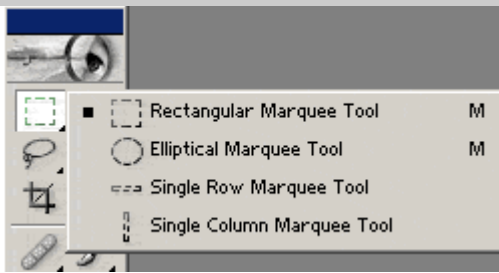 Rectangular Marquee Tool M
Elliptical Marquee Tool M
Single Row Marquee Tool
Single Column Marquee Tool